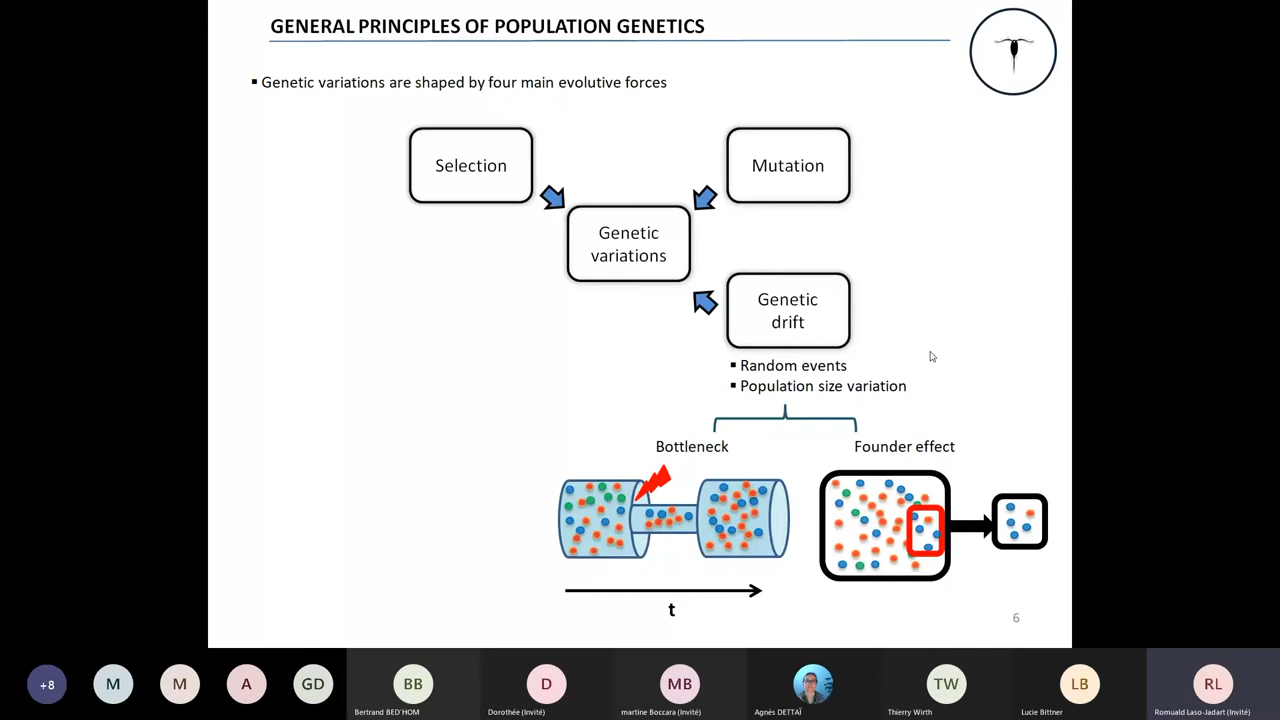 GENERAL PRINCIPLES OF POPULATION GENETICS
▪ Genetic variations are shaped by four main evolutive forces
Selection
Mutation
Genetic
variations
Genetic
drift
▪ Random events
▪ Population size variation
Bottleneck
Founder effect
t
6
+8
M
M
A
GD
BB
D
MB
TW
LB
RL
Bertrand BED'HOM
Dorothée (Invité)
martine Boccara (Invité)
Agnès DETTAÏ
Thierry Wirth
Lucie Bittner
Romuald Laso-Jadart (Invité)